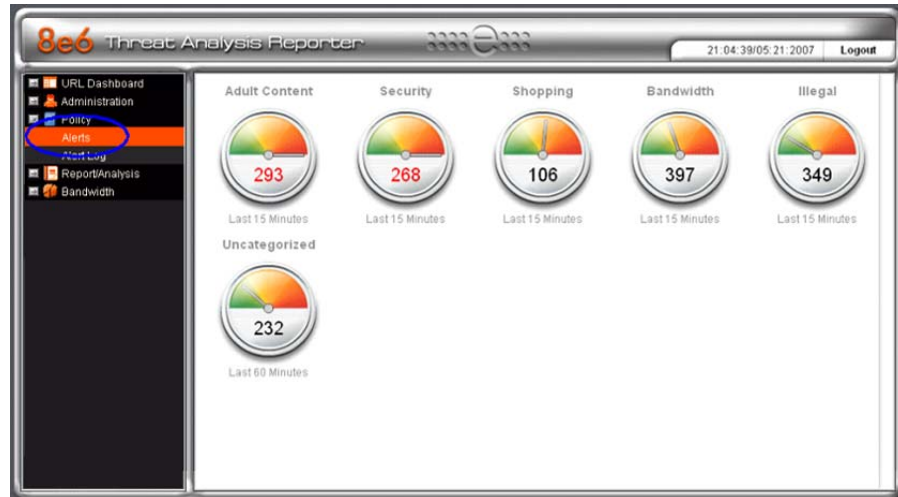 8e6 Threat Analysis Reporter
21:04:39/05:21:2007 Logout
URL Dashboard
Administration
Policy
Alerts
Alert Log
Report/Analysis
Bandwidth
Adult Content Security Shopping Bandwidth Illegal
293 268 106 397 349
Last 15 Minutes Last 15 Minutes Last 15 Minutes Last 15 Minutes Last 15 Minutes
Uncategorized
232
Last 60 Minutes